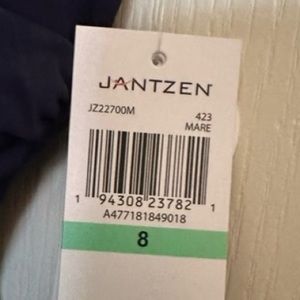 JANTZEN
JZ22700M 423
MARE
1 94308 23782 1
A477181849018
8